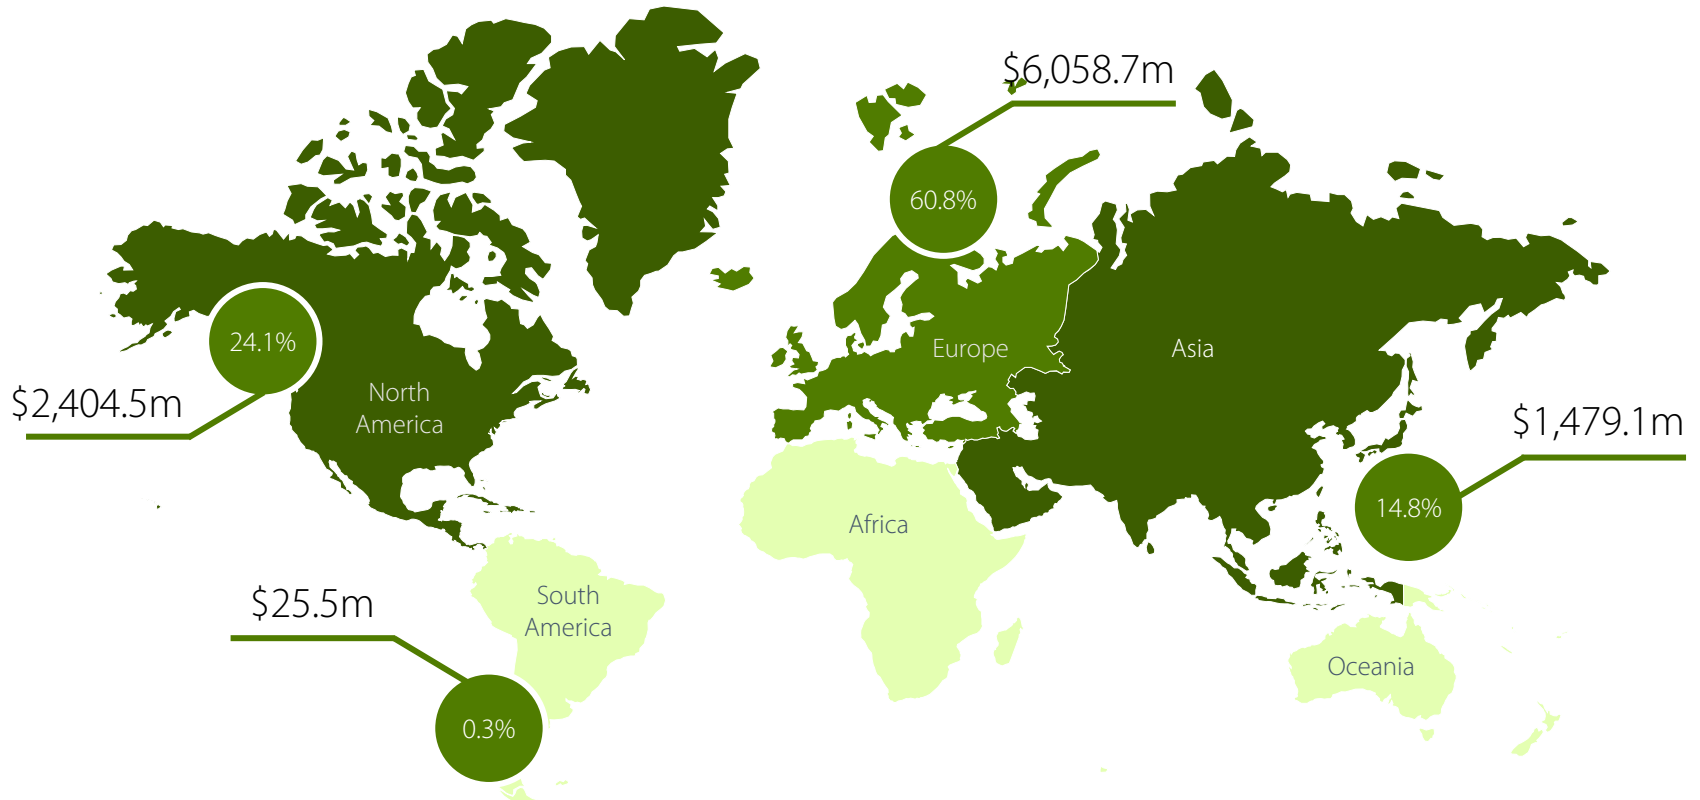 $6,058.7m
60.8%
24.1%
Europe
Asia
North
America
$2,404.5m
$1,479.1m
14.8%
Africa
$25.5m
South
America
Oceania
0.3%